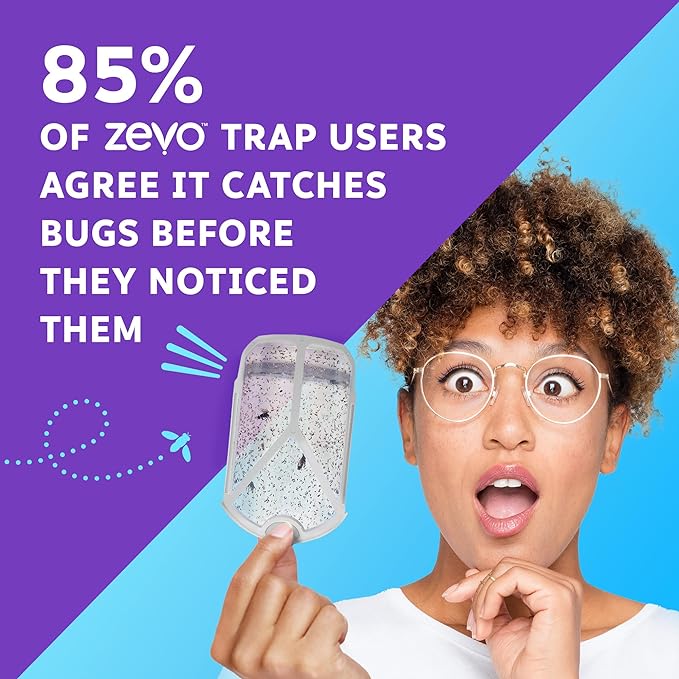 85%
OF zevo™ TRAP USERS
AGREE IT CATCHES
BUGS BEFORE
THEY NOTICED
THEM